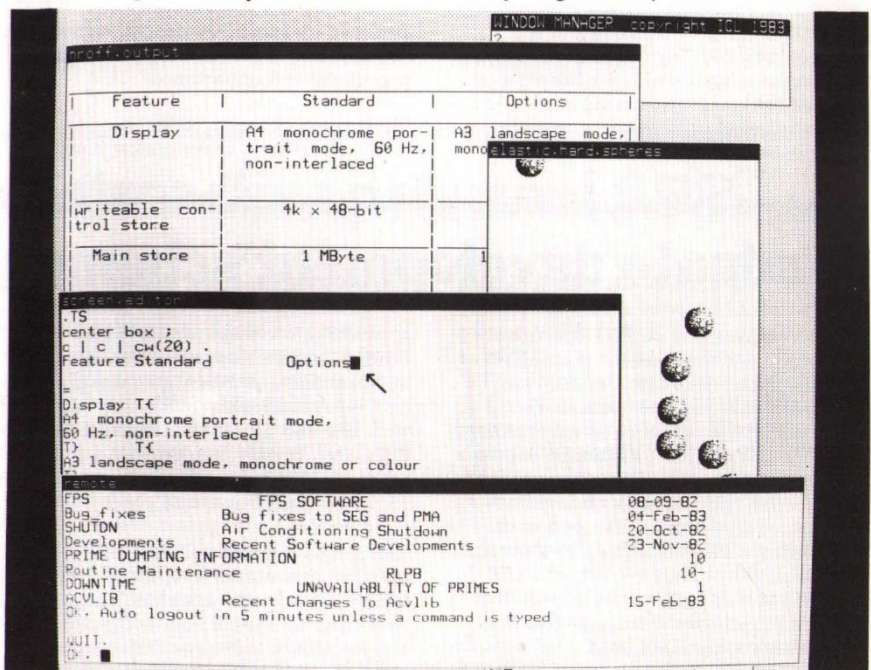 WINDOW MANAGER copyright ICL 1983
?
nroff.output
| Feature | Standard | Options |
| Display | A4 monochrome por-| A3 landscape mode,|
| trait mode, 60 Hz,| mono
non-interlaced
elastic.hard.spheres
|writeable con-| 4k x 48-bit
|trol store
Main store | 1 MByte | 1
screen.editor
.TS
center box ;
c | c | cw(20) .
Feature Standard Options
Display T{
A4 monochrome portrait mode,
60 Hz, non-interlaced
T} T{
A3 landscape mode, monochrome or colour
T}
remote
FPS FPS SOFTWARE 08-09-82
Bug_fixes Bug fixes to SEG and PMA 04-Feb-83
SHUTDN Air Conditioning Shutdown 20-Oct-82
Developments Recent Software Developments 23-Nov-82
PRIME DUMPING INFORMATION 10
Routine Maintenance RLPB 10-
DOWNTIME UNAVAILABLITY OF PRIMES 1
ACVLIB Recent Changes To Acvlib 15-Feb-83
OK, Auto logout in 5 minutes unless a command is typed
QUIT.
OK,